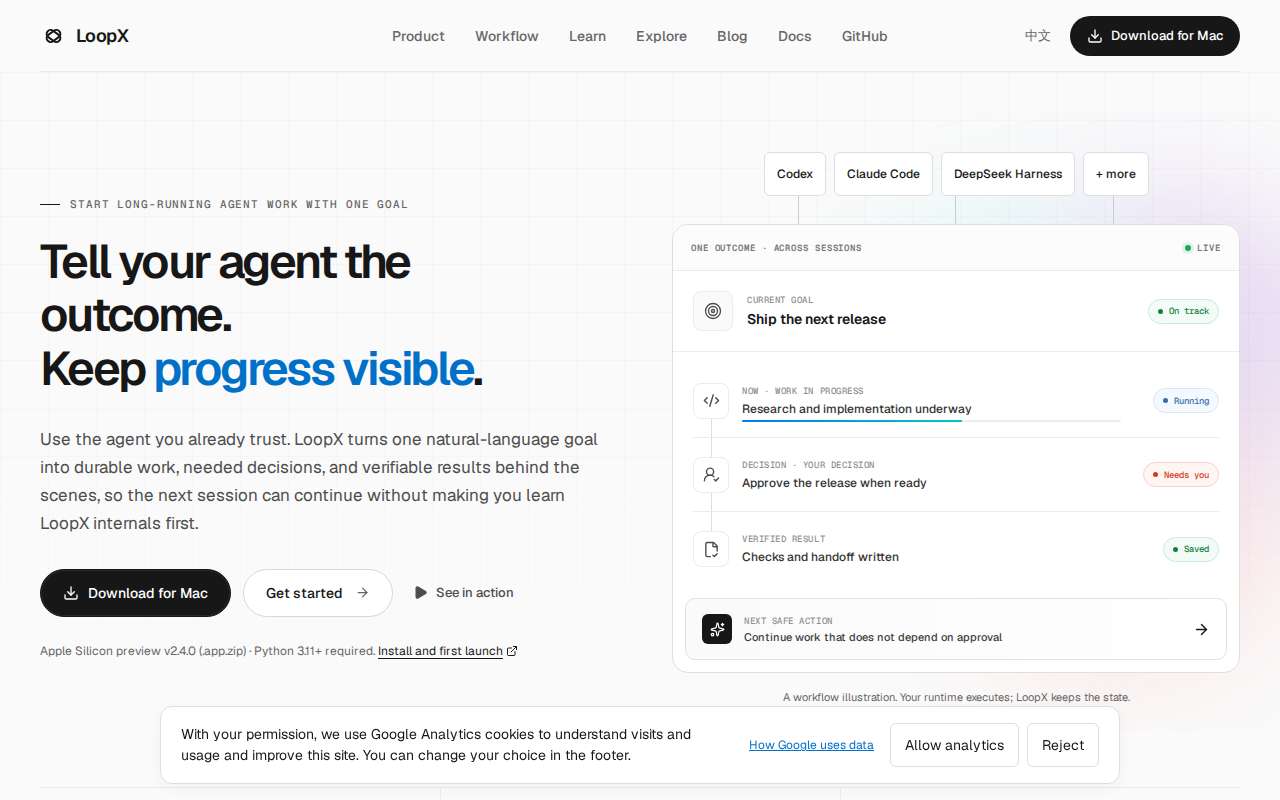 LoopX
Product
Workflow
Learn
Explore
Blog
Docs
GitHub
中文
Download for Mac
START LONG-RUNNING AGENT WORK WITH ONE GOAL
Tell your agent the
outcome.
Keep progress visible.
Use the agent you already trust. LoopX turns one natural-language goal
into durable work, needed decisions, and verifiable results behind the
scenes, so the next session can continue without making you learn
LoopX internals first.
Download for Mac
Get started
See in action
Apple Silicon preview v2.4.0 (.app.zip) · Python 3.11+ required. Install and first launch
Codex
Claude Code
DeepSeek Harness
+ more
ONE OUTCOME · ACROSS SESSIONS
LIVE
CURRENT GOAL
Ship the next release
On track
NOW · WORK IN PROGRESS
Research and implementation underway
Running
DECISION · YOUR DECISION
Approve the release when ready
Needs you
VERIFIED RESULT
Checks and handoff written
Saved
NEXT SAFE ACTION
Continue work that does not depend on approval
A workflow illustration. Your runtime executes; LoopX keeps the state.
With your permission, we use Google Analytics cookies to understand visits and
usage and improve this site. You can change your choice in the footer.
How Google uses data
Allow analytics
Reject